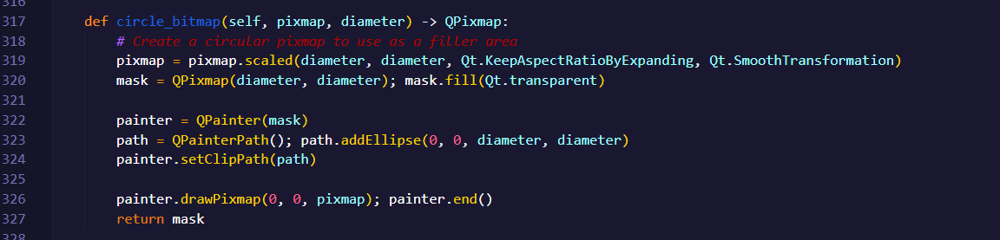 316
317 def circle_bitmap(self, pixmap, diameter) -> QPixmap:
318 # Create a circular pixmap to use as a filler area
319 pixmap = pixmap.scaled(diameter, diameter, Qt.KeepAspectRatioByExpanding, Qt.SmoothTransformation)
320 mask = QPixmap(diameter, diameter); mask.fill(Qt.transparent)
321
322 painter = QPainter(mask)
323 path = QPainterPath(); path.addEllipse(0, 0, diameter, diameter)
324 painter.setClipPath(path)
325
326 painter.drawPixmap(0, 0, pixmap); painter.end()
327 return mask
328